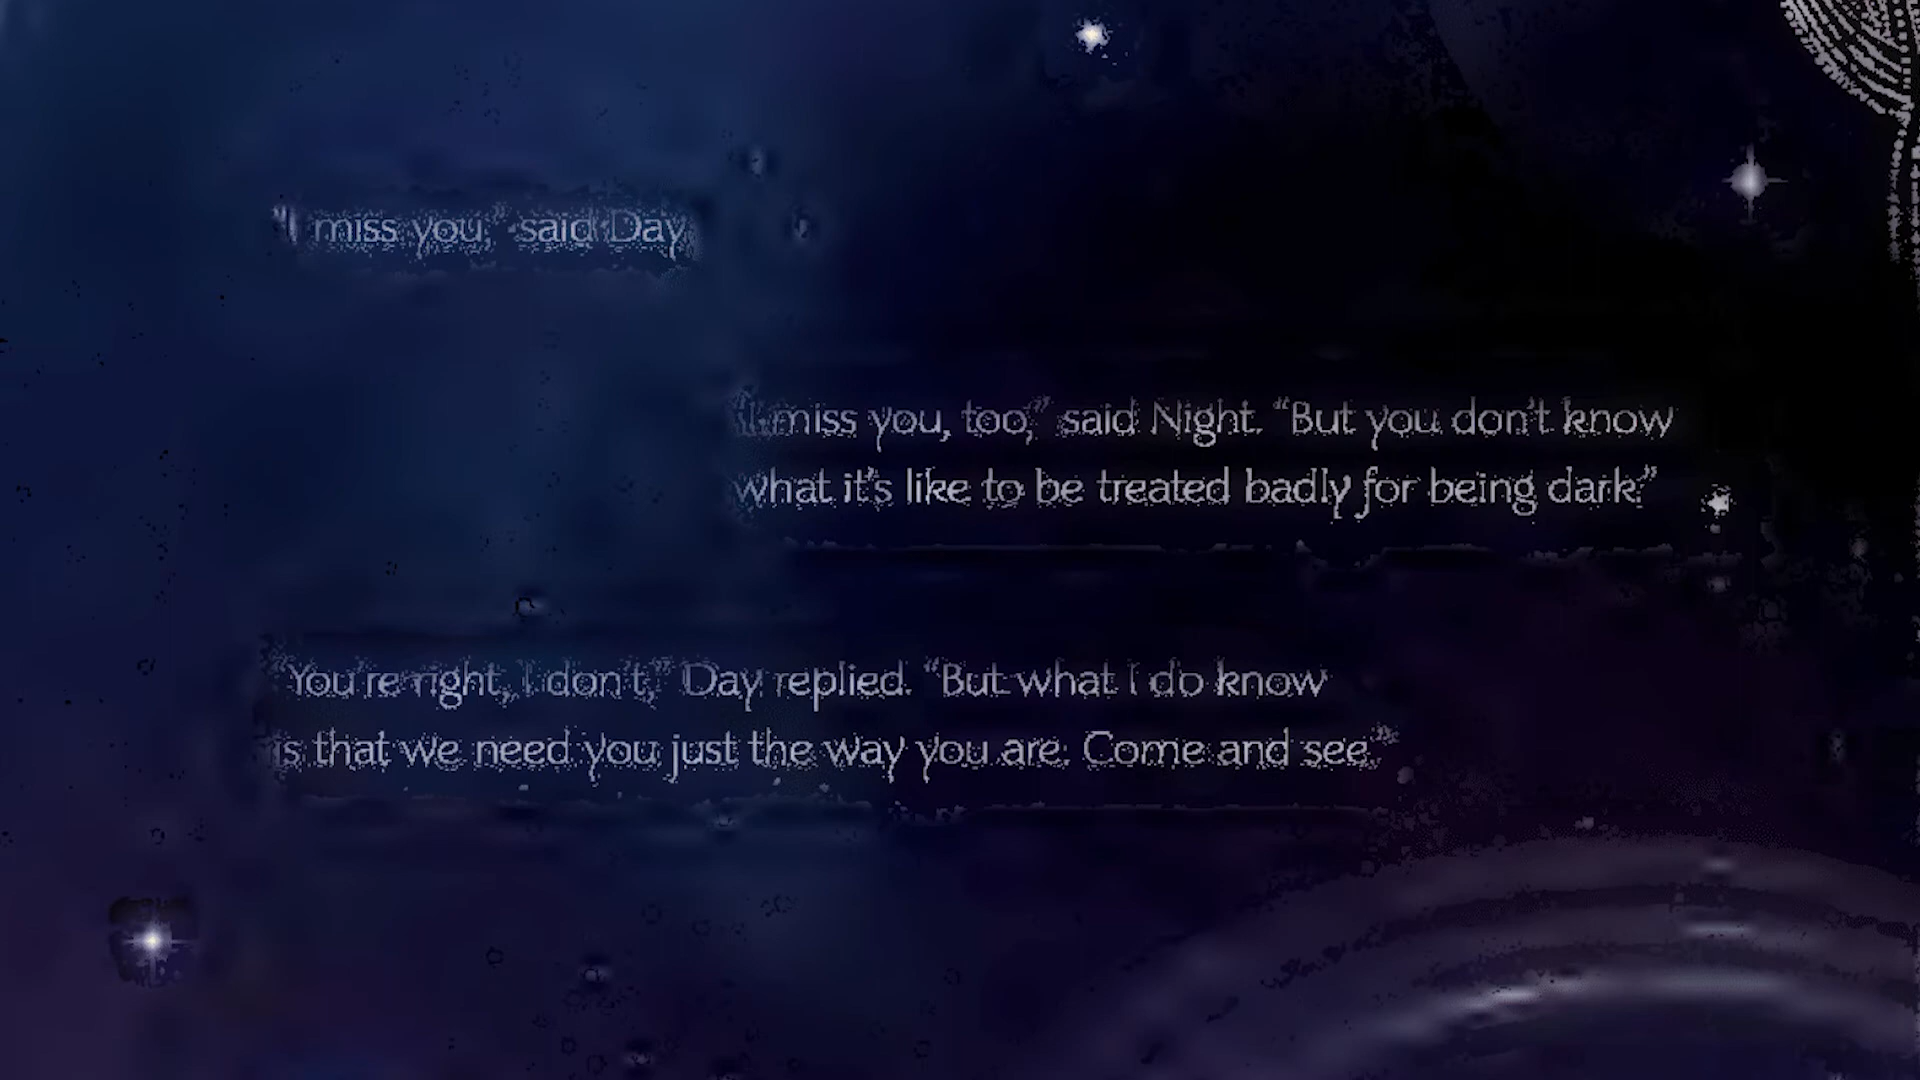 "I miss you," said Day
"I miss you, too," said Night. "But you don't know
what it's like to be treated badly for being dark."
"You're right, I don't," Day replied. "But what I do know
is that we need you just the way you are. Come and see."